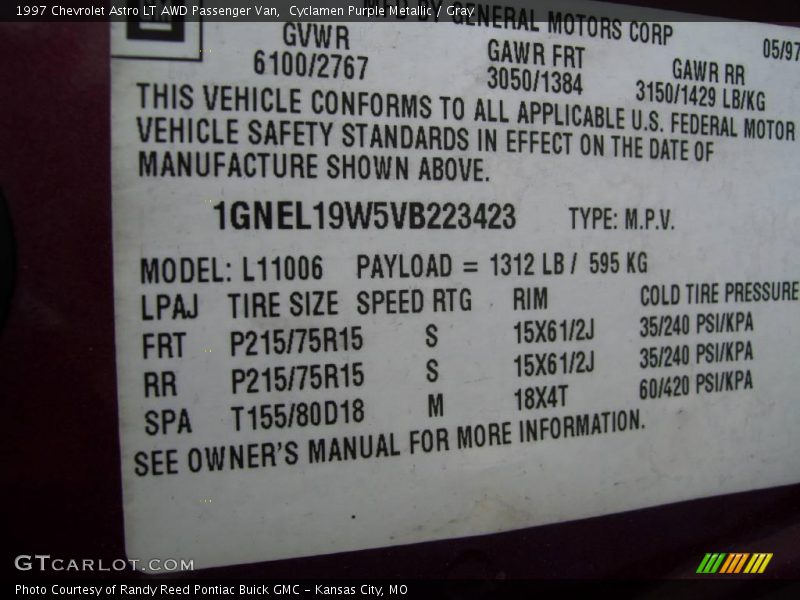 1997 Chevrolet Astro LT AWD Passenger Van, Cyclamen Purple Metallic / Gray
MFD BY GENERAL MOTORS CORP
05/97
GVWR GAWR FRT GAWR RR
6100/2767 3050/1384 3150/1429 LB/KG
THIS VEHICLE CONFORMS TO ALL APPLICABLE U.S. FEDERAL MOTOR
VEHICLE SAFETY STANDARDS IN EFFECT ON THE DATE OF
MANUFACTURE SHOWN ABOVE.
1GNEL19W5VB223423 TYPE: M.P.V.
MODEL: L11006 PAYLOAD = 1312 LB / 595 KG
LPAJ TIRE SIZE SPEED RTG RIM COLD TIRE PRESSURE
FRT P215/75R15 S 15X61/2J 35/240 PSI/KPA
RR P215/75R15 S 15X61/2J 35/240 PSI/KPA
SPA T155/80D18 M 18X4T 60/420 PSI/KPA
SEE OWNER'S MANUAL FOR MORE INFORMATION.
GTCARLOT.COM
Photo Courtesy of Randy Reed Pontiac Buick GMC - Kansas City, MO